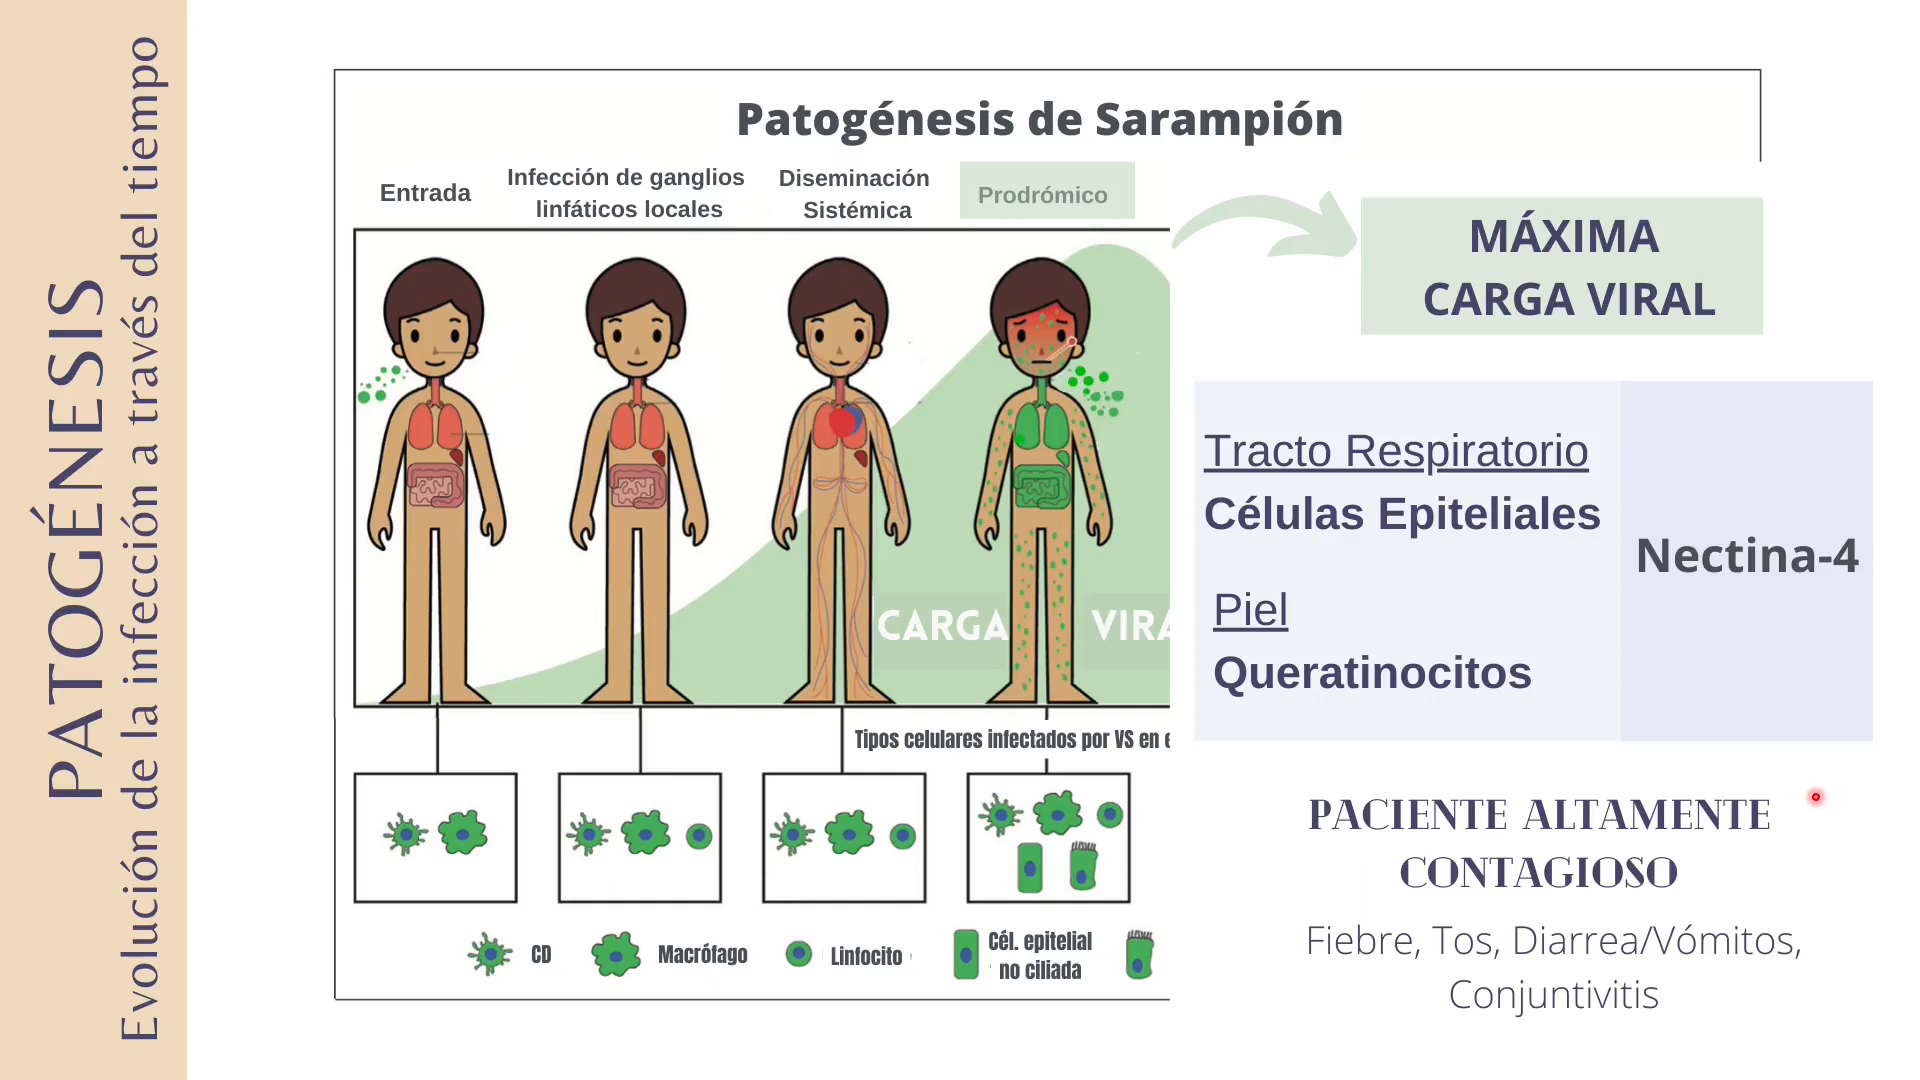 PATOGÉNESIS
Evolución de la infección a través del tiempo
Patogénesis de Sarampión
Entrada
Infección de ganglios
linfáticos locales
Diseminación
Sistémica
Prodrómico
MÁXIMA
CARGA VIRAL
CARGA
Tracto Respiratorio
Células Epiteliales
Piel
Queratinocitos
Nectina-4
Tipos celulares infectados por VS en
PACIENTE ALTAMENTE
CONTAGIOSO
Fiebre, Tos, Diarrea/Vómitos,
Conjuntivitis
CD
Macrófago
Linfocito
Cél. epitelial
no ciliada